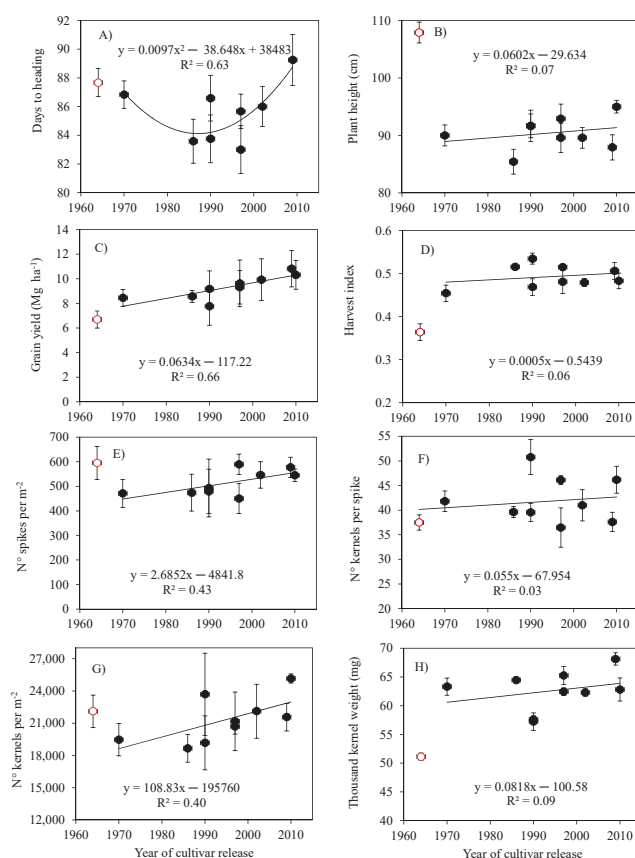 A)
y = 0.0097x² − 38.648x + 38483
R² = 0.63
Days to heading
92
90
88
86
84
82
80
1960 1970 1980 1990 2000 2010
B)
y = 0.0602x − 29.634
R² = 0.07
Plant height (cm)
110
100
90
80
1960 1970 1980 1990 2000 2010
C)
y = 0.0634x − 117.22
R² = 0.66
Grain yield (Mg ha⁻¹)
14
12
10
8
6
4
2
0
1960 1970 1980 1990 2000 2010
D)
y = 0.0005x − 0.5439
R² = 0.06
Harvest index
0.6
0.5
0.4
0.3
0.2
1960 1970 1980 1990 2000 2010
E)
y = 2.6852x − 4841.8
R² = 0.43
N° spikes per m⁻²
700
600
500
400
300
200
100
0
1960 1970 1980 1990 2000 2010
F)
y = 0.055x − 67.954
R² = 0.03
N° kernels per spike
55
50
45
40
35
30
25
20
1960 1970 1980 1990 2000 2010
G)
y = 108.83x − 195760
R² = 0.40
N° kernels per m⁻²
27,000
24,000
21,000
18,000
15,000
12,000
1960 1970 1980 1990 2000 2010
Year of cultivar release
H)
y = 0.0818x − 100.58
R² = 0.09
Thousand kernel weight (mg)
70
65
60
55
50
45
40
1960 1970 1980 1990 2000 2010
Year of cultivar release